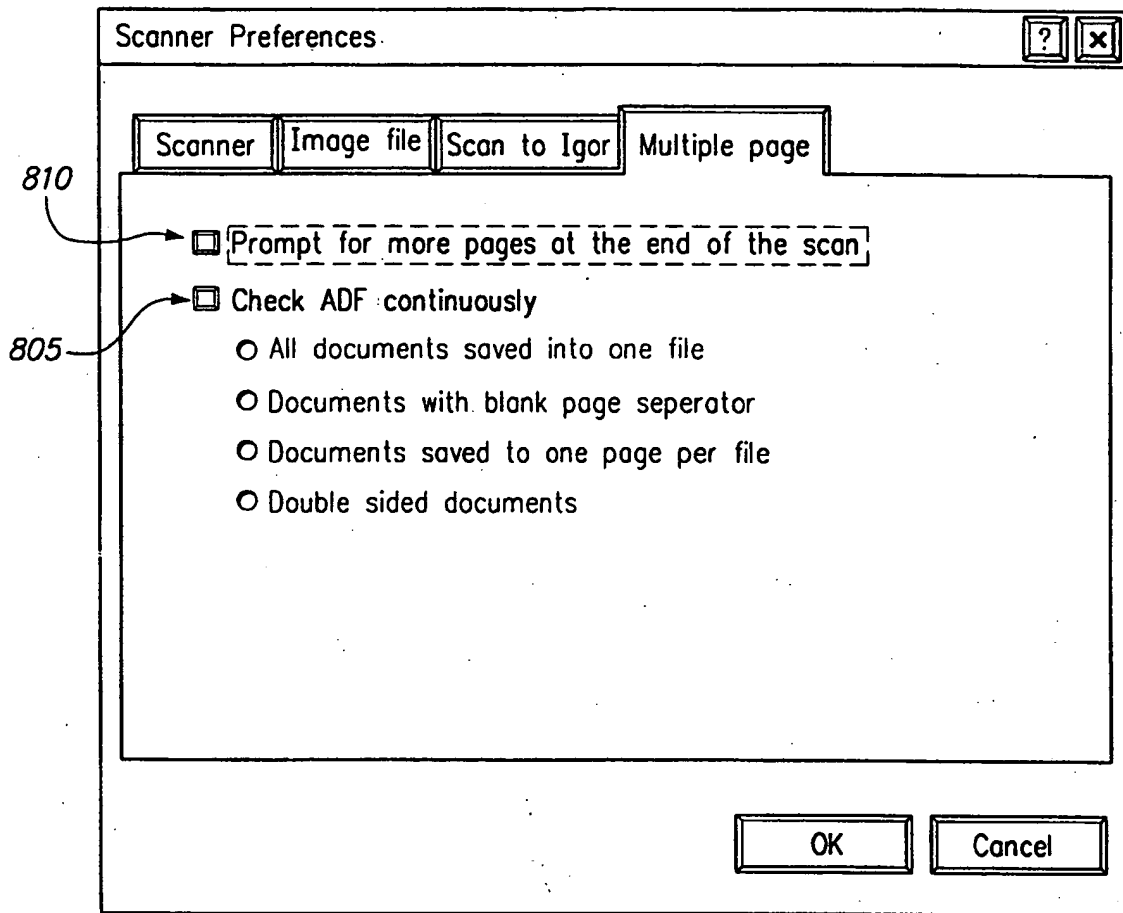 Scanner Preferences
?
x
Scanner
Image file
Scan to Igor
Multiple page
810
Prompt for more pages at the end of the scan
805
Check ADF continuously
All documents saved into one file
Documents with blank page seperator
Documents saved to one page per file
Double sided documents
OK
Cancel